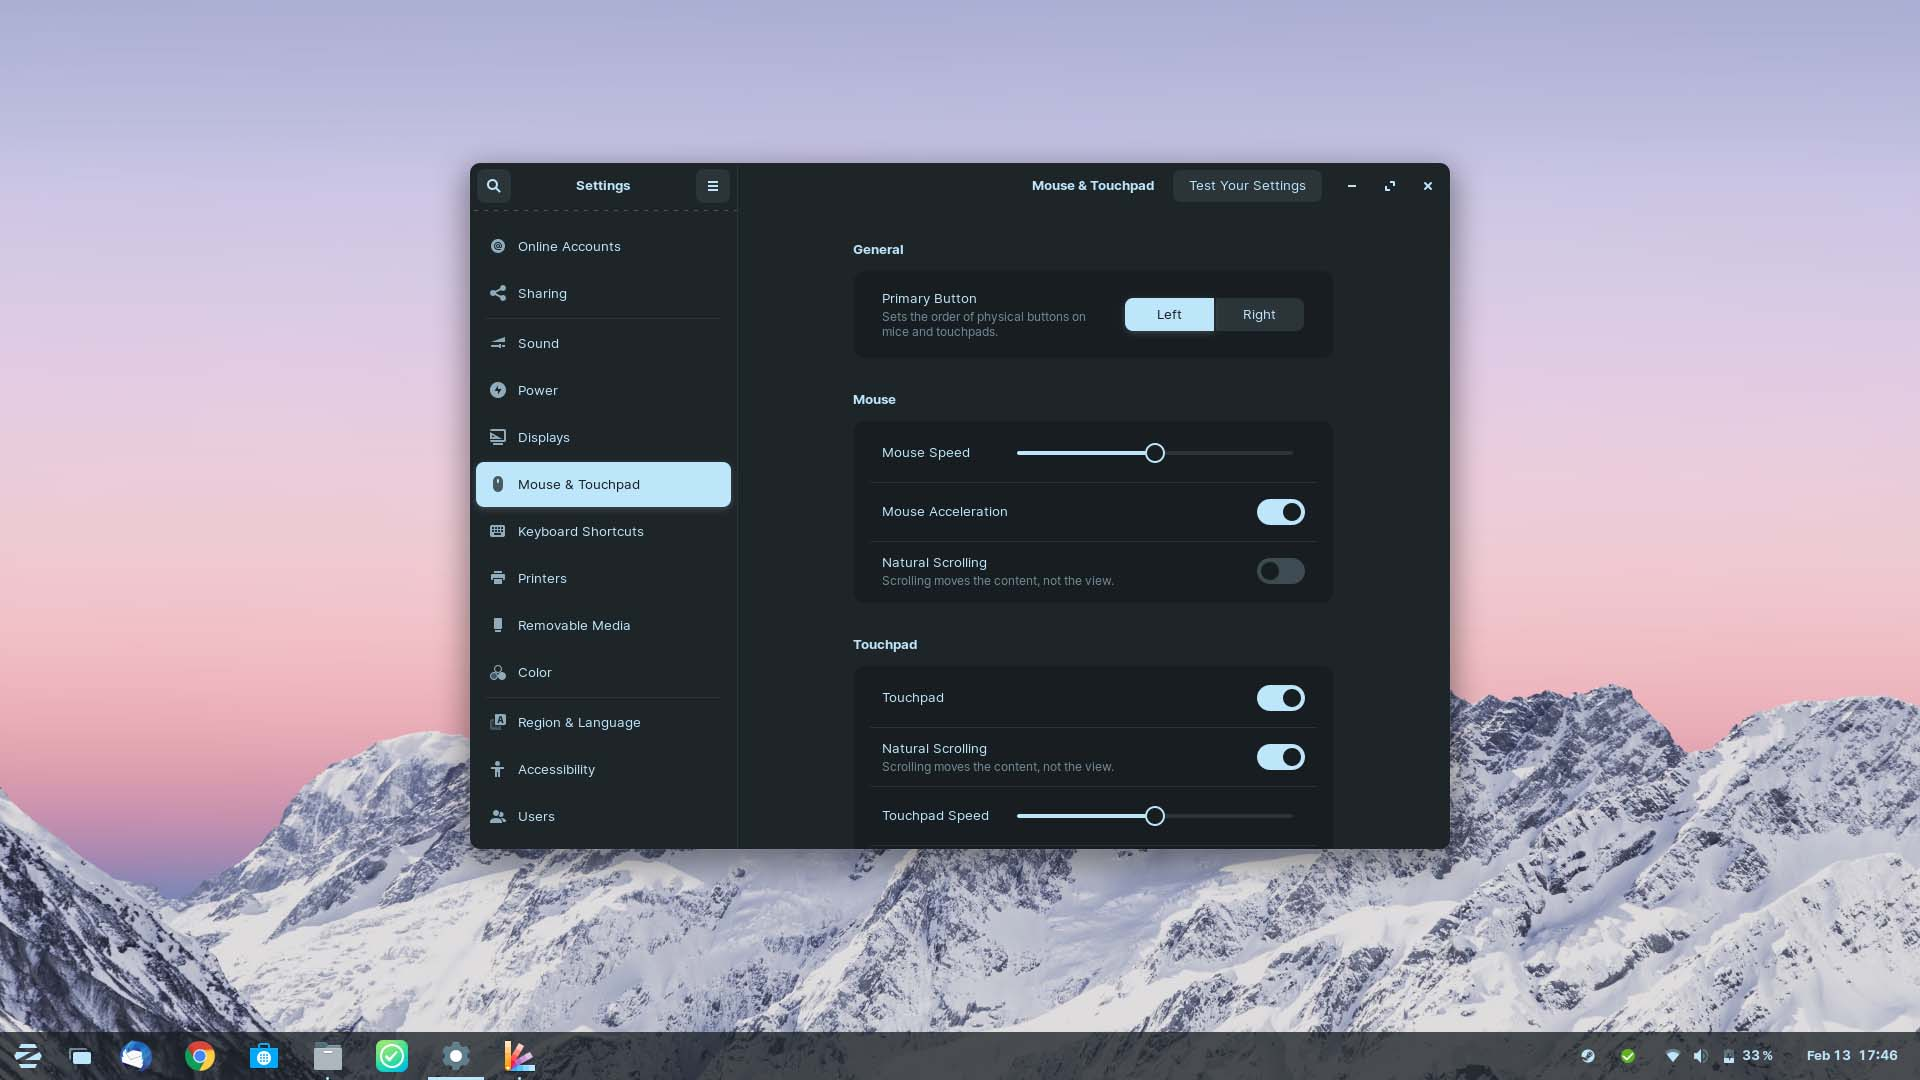 Settings
Mouse & Touchpad
Test Your Settings
Online Accounts
Sharing
Sound
Power
Displays
Mouse & Touchpad
Keyboard Shortcuts
Printers
Removable Media
Color
Region & Language
Accessibility
Users
General
Primary Button
Sets the order of physical buttons on
mice and touchpads.
Left
Right
Mouse
Mouse Speed
Mouse Acceleration
Natural Scrolling
Scrolling moves the content, not the view.
Touchpad
Touchpad
Natural Scrolling
Scrolling moves the content, not the view.
Touchpad Speed
33 %
Feb 13 17:46